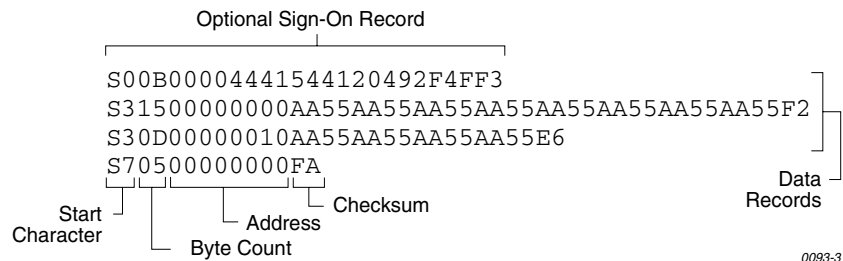 Optional Sign-On Record
S00B00004441544120492F4FF3
S31500000000AA55AA55AA55AA55AA55AA55AA55AA55F2
S30D00000010AA55AA55AA55AA55E6
S70500000000FA
Data
Records
Start
Character
Byte Count
Address
Checksum
0093-3